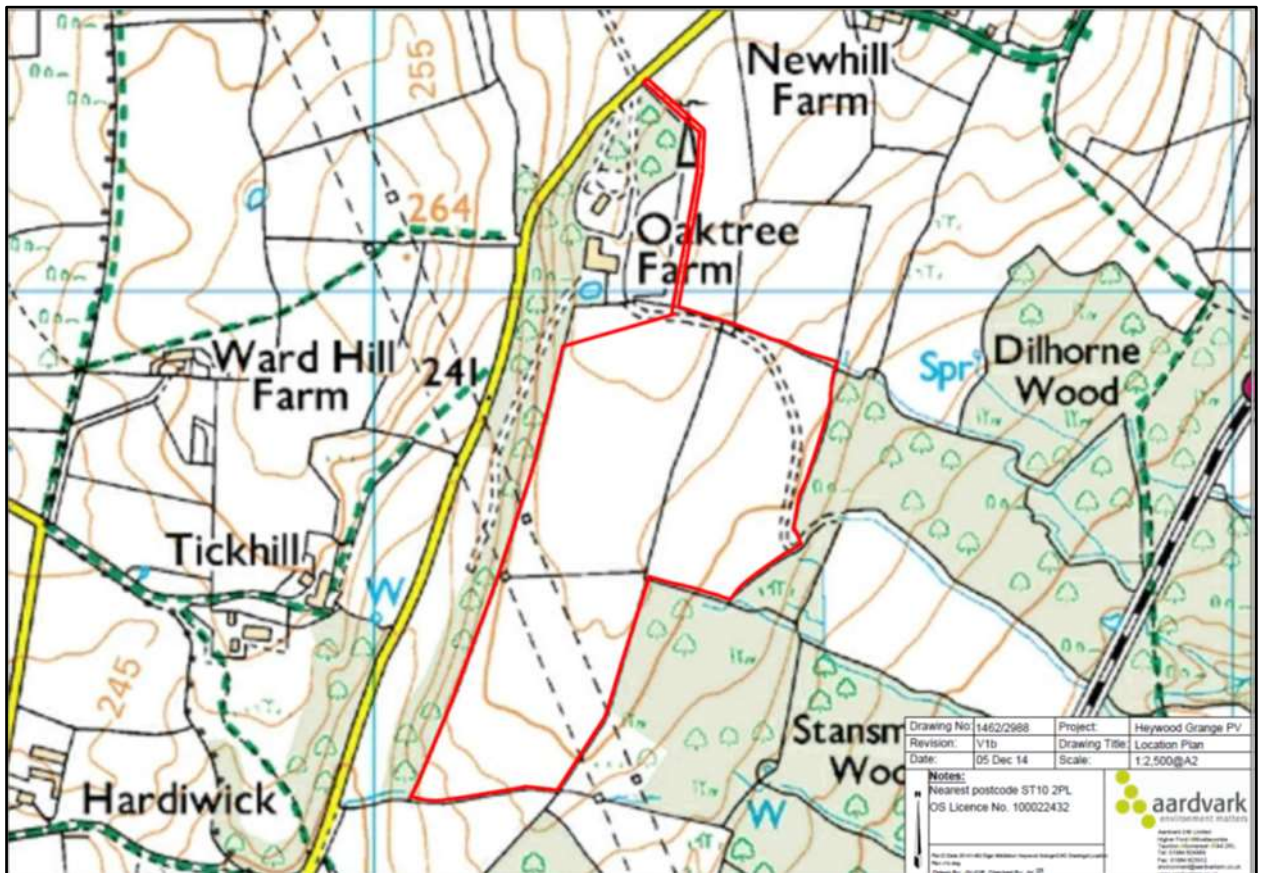 Newhill
Farm
255
264
Oaktree
Farm
Ward Hill
Farm
241
Spr
Dilhorne
Wood
Tickhill
W
245
Hardiwick
Stansm
Woo
W
Drawing No: 1462/2988 Project: Heywood Grange PV
Revision: V1b Drawing Title: Location Plan
Date: 05 Dec 14 Scale: 1:2,500@A2
Notes:
Nearest postcode ST10 2PL
OS Licence No. 100022432
N
aardvark
environment matters